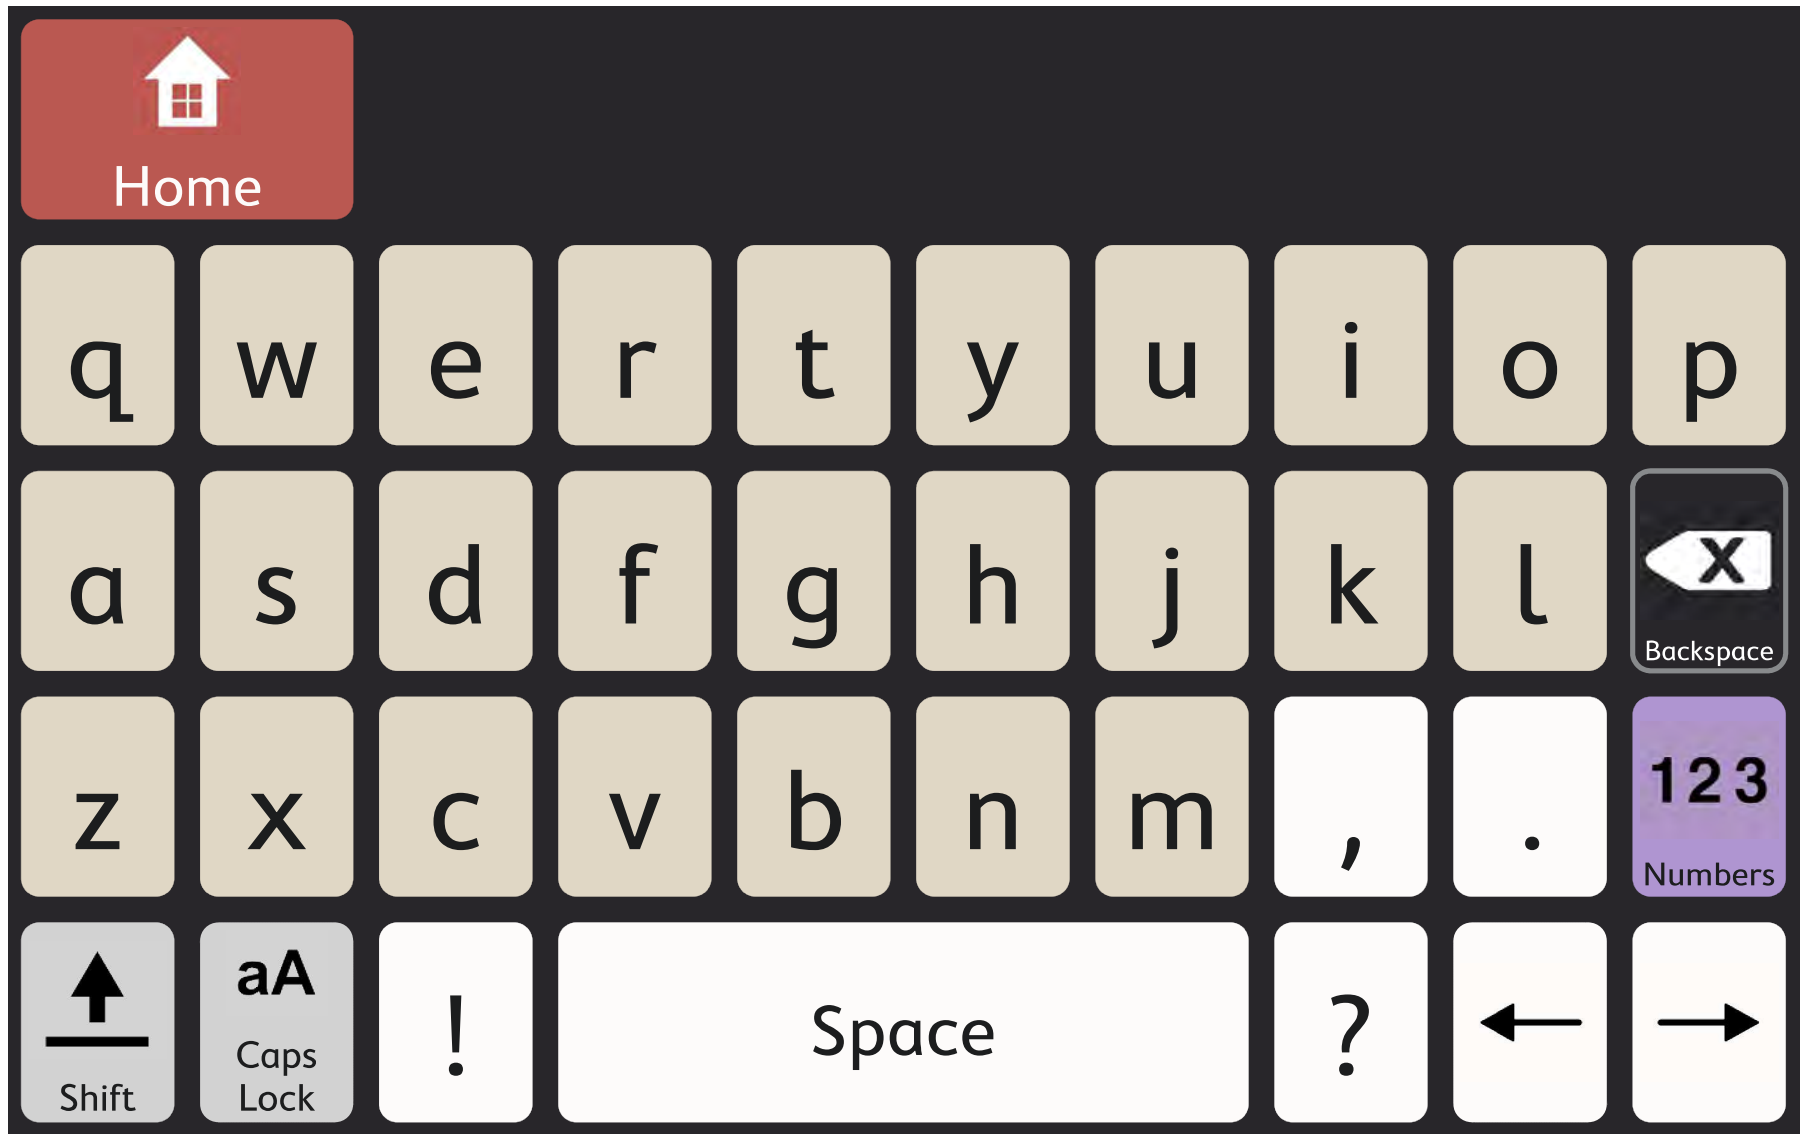 Home
q w e r t y u i o p
a s d f g h j k l X
Backspace
z x c v b n m , . 123
Numbers
aA
! Space ?
Caps
Shift Lock